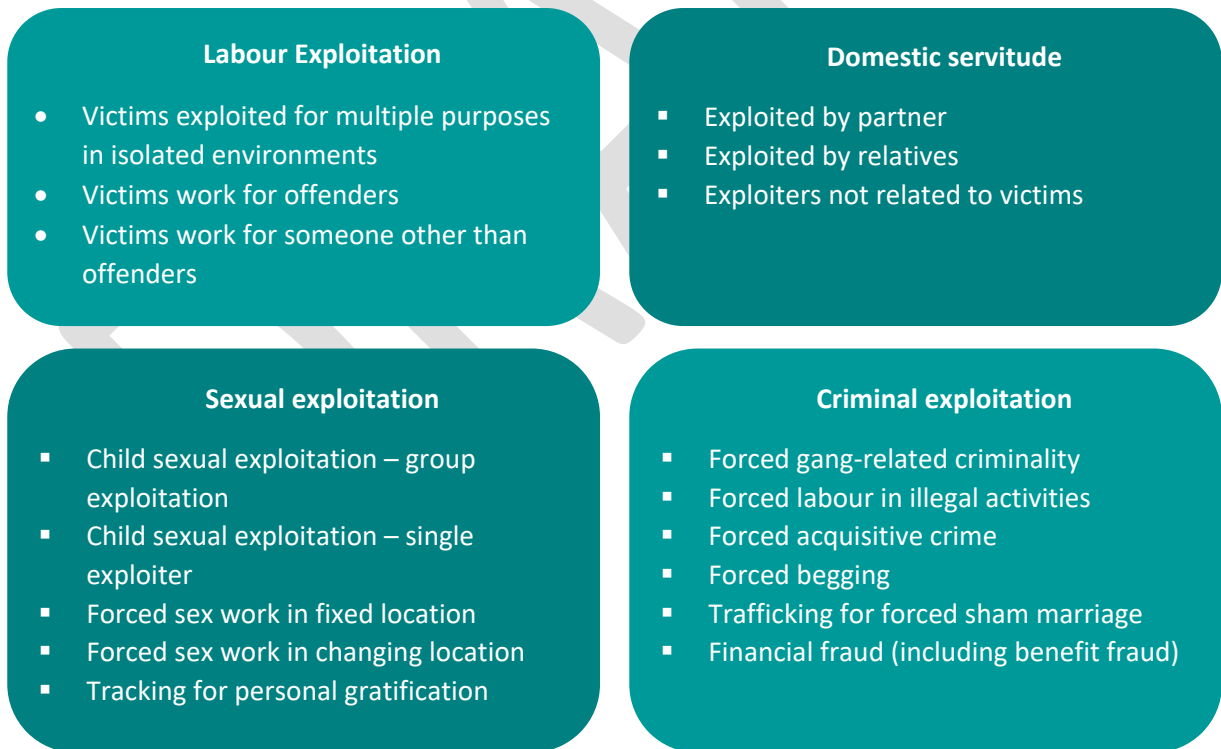 Labour Exploitation
• Victims exploited for multiple purposes
in isolated environments
• Victims work for offenders
• Victims work for someone other than
offenders
Domestic servitude
▪ Exploited by partner
▪ Exploited by relatives
▪ Exploiters not related to victims
Sexual exploitation
▪ Child sexual exploitation – group
exploitation
▪ Child sexual exploitation – single
exploiter
▪ Forced sex work in fixed location
▪ Forced sex work in changing location
▪ Tracking for personal gratification
Criminal exploitation
▪ Forced gang-related criminality
▪ Forced labour in illegal activities
▪ Forced acquisitive crime
▪ Forced begging
▪ Trafficking for forced sham marriage
▪ Financial fraud (including benefit fraud)